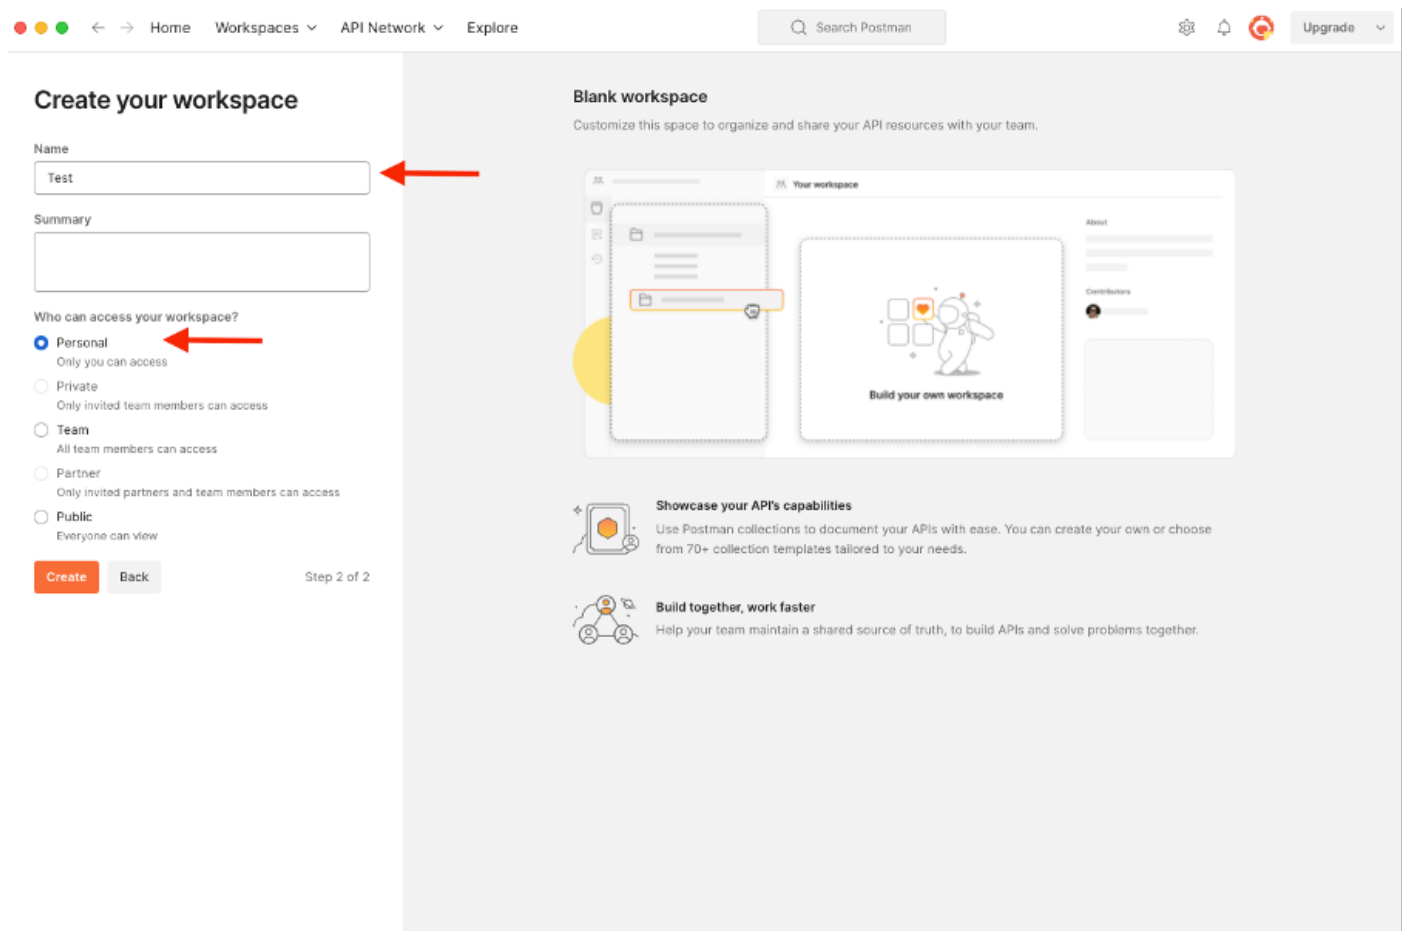 Home Workspaces API Network Explore Search Postman Upgrade
Create your workspace
Name
Test
Summary
Who can access your workspace?
Personal
Only you can access
Private
Only invited team members can access
Team
All team members can access
Partner
Only invited partners and team members can access
Public
Everyone can view
Create Back Step 2 of 2
Blank workspace
Customize this space to organize and share your API resources with your team.
Your workspace
About
Contributors
Build your own workspace
Showcase your API's capabilities
Use Postman collections to document your APIs with ease. You can create your own or choose
from 70+ collection templates tailored to your needs.
Build together, work faster
Help your team maintain a shared source of truth, to build APIs and solve problems together.